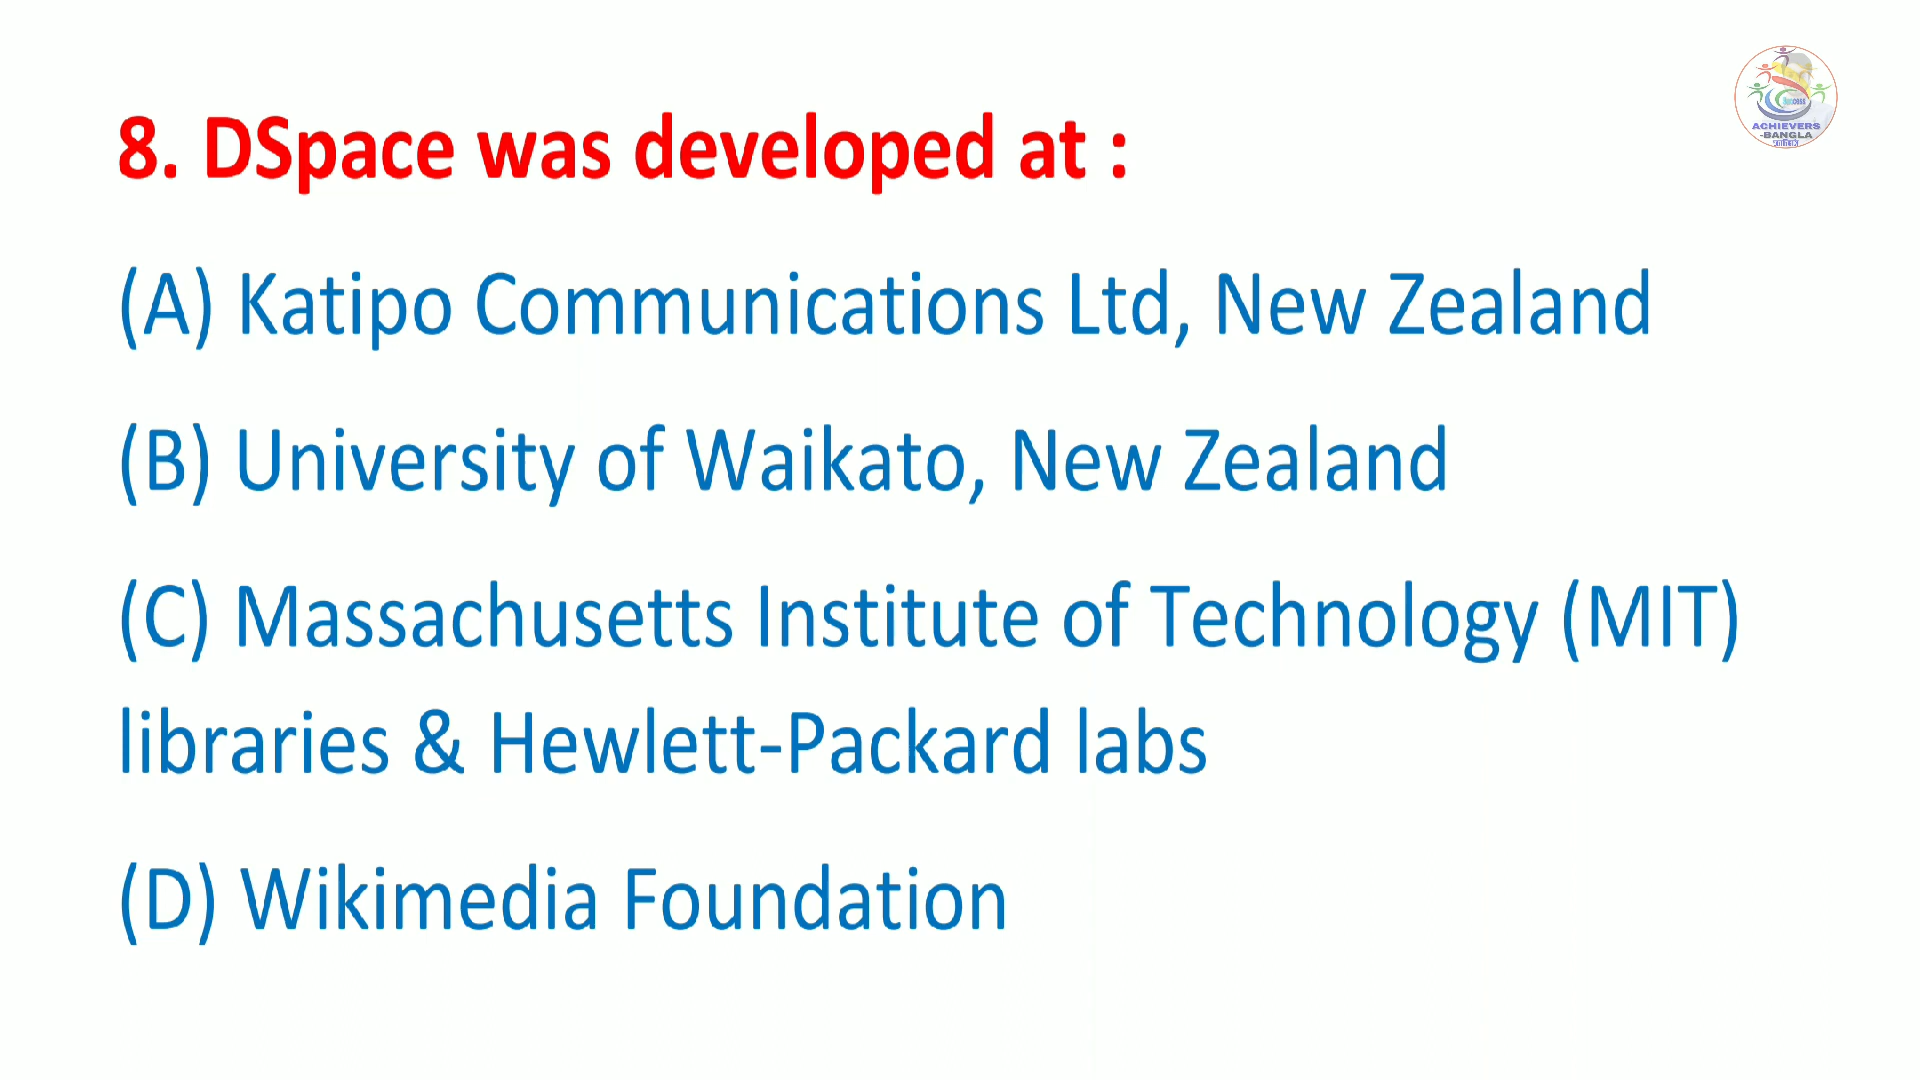 8. DSpace was developed at :
(A) Katipo Communications Ltd, New Zealand
(B) University of Waikato, New Zealand
(C) Massachusetts Institute of Technology (MIT)
libraries & Hewlett-Packard labs
(D) Wikimedia Foundation
Success
ACHIEVERS
-BANGLA